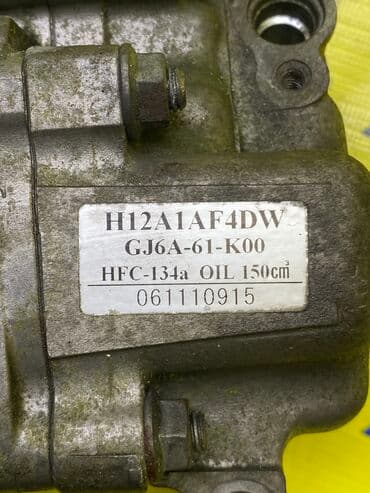 H12A1AF4DW
GJ6A-61-K00
HFC-134a OIL 150㎤
061110915